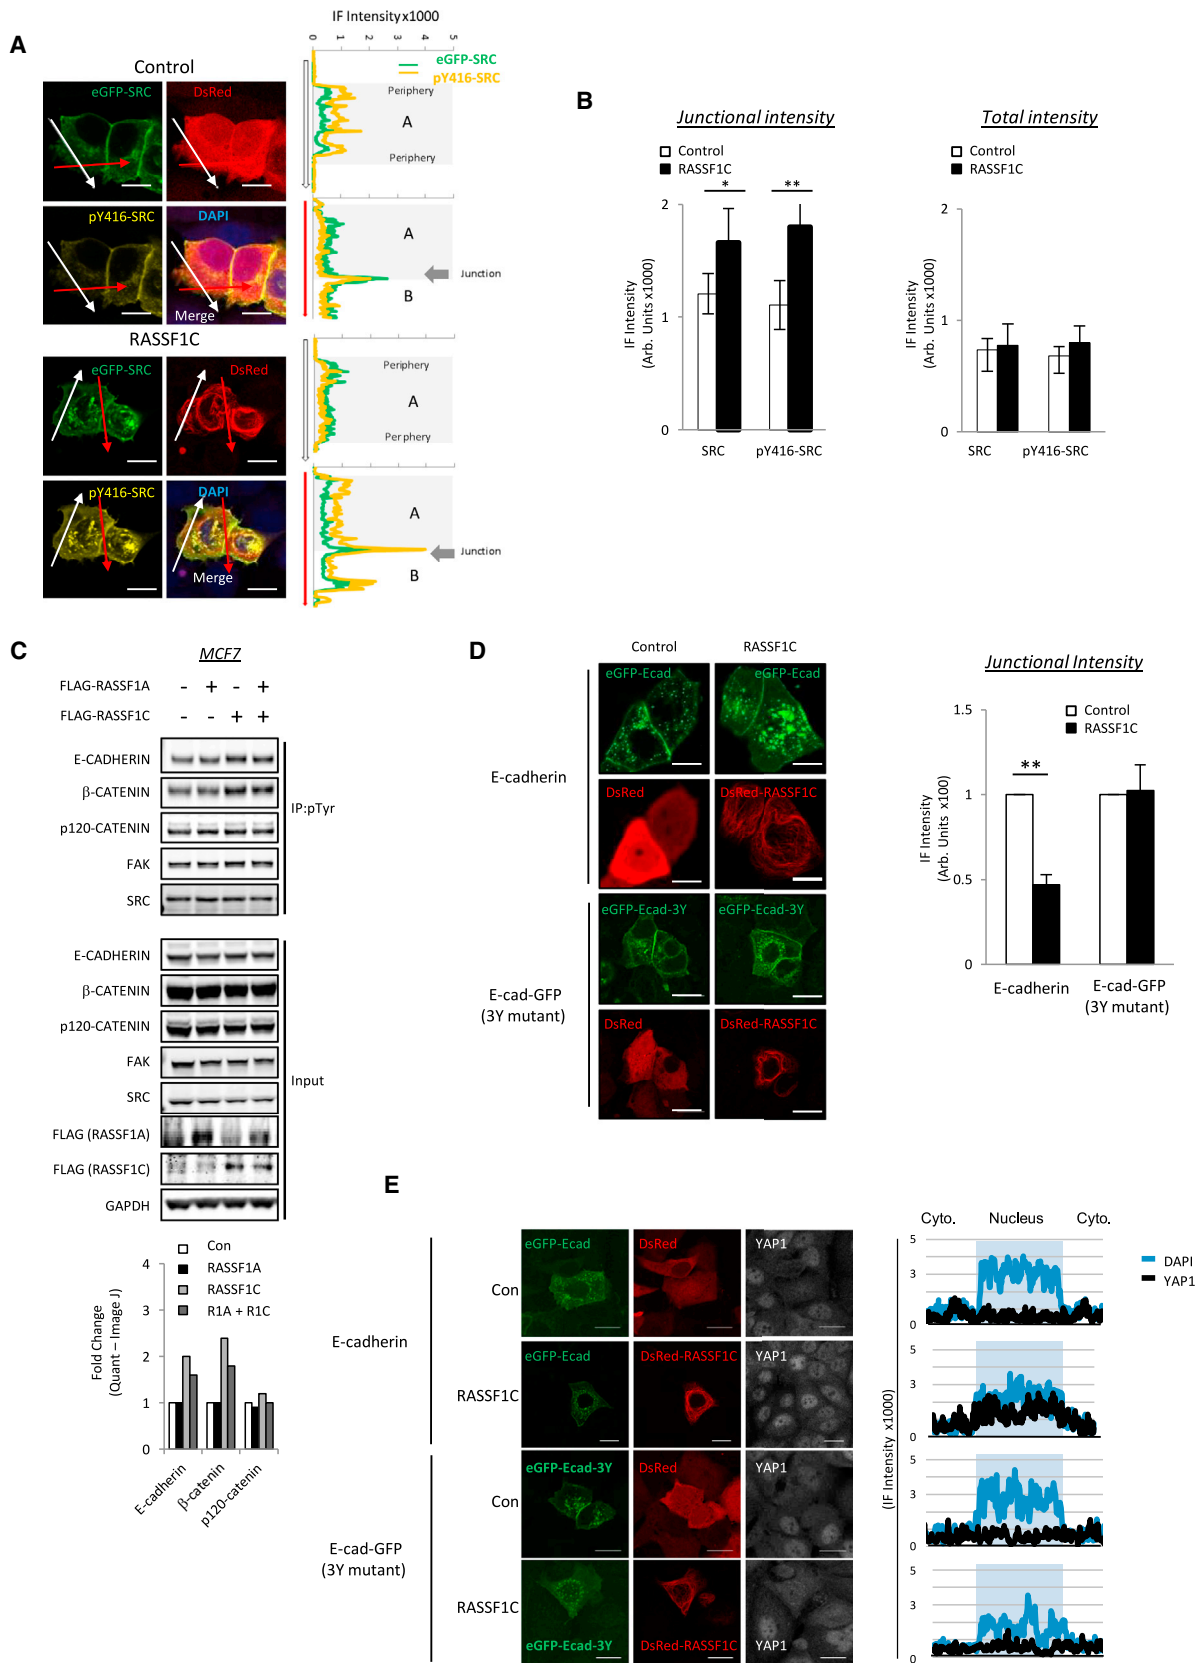 A
Control
eGFP-SRC
DsRed
pY416-SRC
DAPI
Merge
RASSF1C
eGFP-SRC
DsRed
pY416-SRC
DAPI
Merge
IF Intensityx1000
0 1 2 3 4 5
eGFP-SRC
pY416-SRC
Periphery
A
Periphery
A
Junction
B
Periphery
A
Per phery
A
Junction
B
B
Junctional intensity
Control
RASSF1C
* **
IF Intensity
(Arb. Units x1000)
2
1
0
SRC pY416-SRC
Total intensity
Control
RASSF1C
IF Intensity
(Arb. Units x1000)
2
1
0
SRC pY416-SRC
C
MCF7
FLAG-RASSF1A - + - +
FLAG-RASSF1C - - + +
E-CADHERIN
β-CATENIN
p120-CATENIN
FAK
SRC
IP:pTyr
E-CADHERIN
β-CATENIN
p120-CATENIN
FAK
SRC
FLAG (RASSF1A)
FLAG (RASSF1C)
GAPDH
Input
Fold Change
(Quant – Image J)
4
3
2
1
0
Con
RASSF1A
RASSF1C
R1A + R1C
E-cadherin
β-catenin
p120-catenin
D
Control RASSF1C
E-cadherin
eGFP-Ecad eGFP-Ecad
DsRed DsRed-RASSF1C
E-cad-GFP
(3Y mutant)
eGFP-Ecad-3Y eGFP-Ecad-3Y
DsRed DsRed-RASSF1C
Junctional Intensity
Control
RASSF1C
**
IF Intensity
(Arb. Units x100)
1.5
1
0.5
0
E-cadherin E-cad-GFP
(3Y mutant)
E
E-cadherin
Con
eGFP-Ecad DsRed YAP1
RASSF1C
eGFP-Ecad DsRed-RASSF1C YAP1
E-cad-GFP
(3Y mutant)
Con
eGFP-Ecad-3Y DsRed YAP1
RASSF1C
eGFP-Ecad-3Y DsRed-RASSF1C YAP1
Cyto. Nucleus Cyto.
DAPI
YAP1
(IF Intensity x1000)
5
3
0
5
3
0
5
3
0
5
3
0